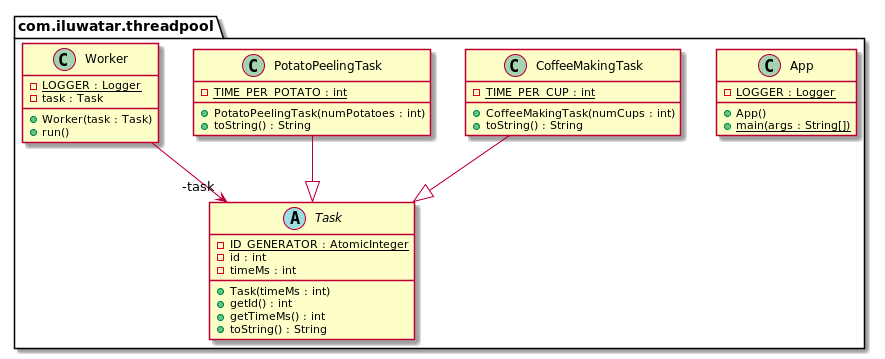 com.iluwatar.threadpool
C Worker
LOGGER : Logger
task : Task
Worker(task : Task)
run()
C PotatoPeelingTask
TIME_PER_POTATO : int
PotatoPeelingTask(numPotatoes : int)
toString() : String
C CoffeeMakingTask
TIME_PER_CUP : int
CoffeeMakingTask(numCups : int)
toString() : String
C App
LOGGER : Logger
App()
main(args : String[])
-task
A Task
ID_GENERATOR : AtomicInteger
id : int
timeMs : int
Task(timeMs : int)
getId() : int
getTimeMs() : int
toString() : String